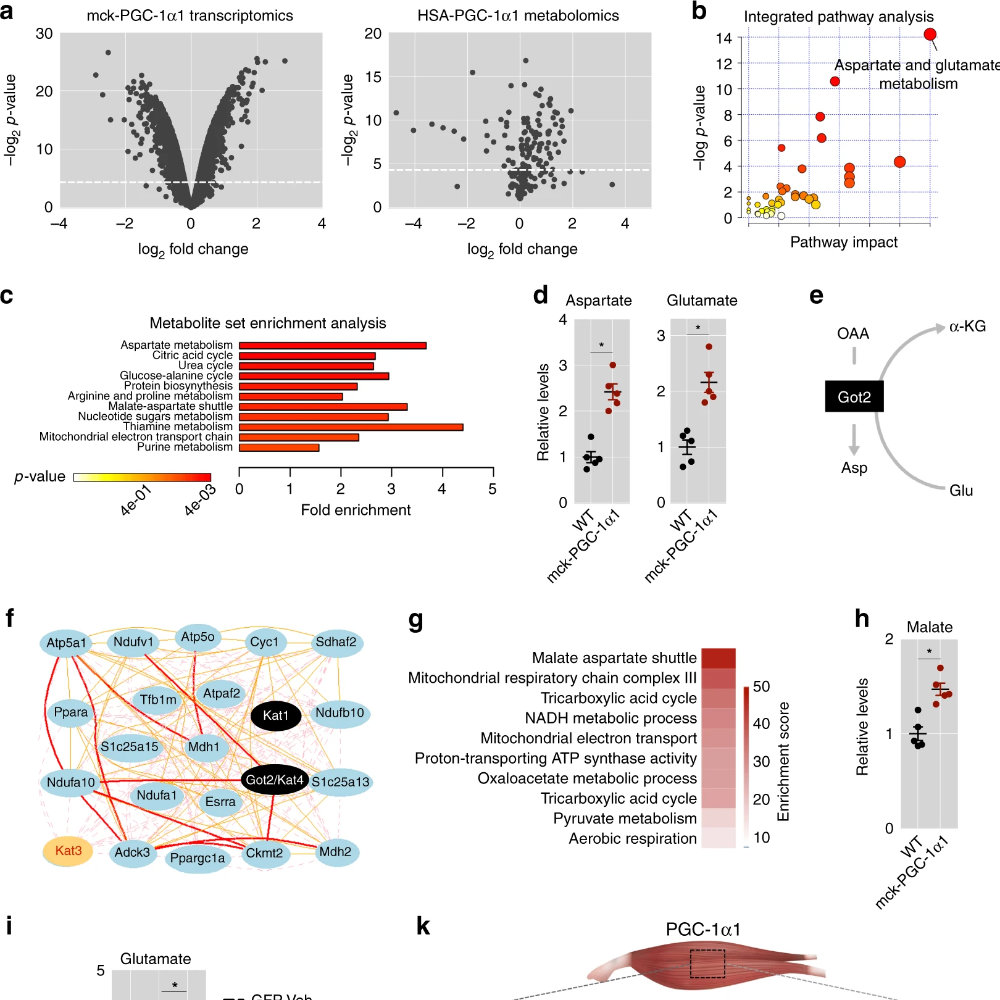 a
mck-PGC-1α1 transcriptomics
HSA-PGC-1α1 metabolomics
–log2 p-value
30
20
10
0
–4
–2
0
2
4
log2 fold change
–log2 p-value
20
15
10
5
0
–4
–2
0
2
4
log2 fold change
b
Integrated pathway analysis
–log p-value
14
12
10
8
6
4
2
0
Aspartate and glutamate
metabolism
Pathway impact
c
Metabolite set enrichment analysis
Aspartate metabolism
Citric acid cycle
Urea cycle
Glucose-alanine cycle
Protein biosynythesis
Arginine and proline metabolism
Malate-aspartate shuttle
Nucleotide sugars metabolism
Thiamine metabolism
Mitochondrial electron transport chain
Purine metabolism
p-value
4e-01
4e-03
0
1
2
3
4
5
Fold enrichment
d
Aspartate
Glutamate
Relative levels
4
3
2
1
0
*
WT
mck-PGC-1α1
3
2
1
0
*
WT
mck-PGC-1α1
e
OAA
α-KG
Got2
Asp
Glu
f
Atp5a1
Ndufv1
Atp5o
Cyc1
Sdhaf2
Tfb1m
Atpaf2
Ppara
Kat1
Ndufb10
S1c25a15
Mdh1
Ndufa10
Got2/Kat4
S1c25a13
Ndufa1
Esrra
Kat3
Adck3
Ppargc1a
Ckmt2
Mdh2
g
Malate aspartate shuttle
Mitochondrial respiratory chain complex III
Tricarboxylic acid cycle
NADH metabolic process
Mitochondrial electron transport
Proton-transporting ATP synthase activity
Oxaloacetate metabolic process
Tricarboxylic acid cycle
Pyruvate metabolism
Aerobic respiration
50
40
30
20
10
Enrichment score
h
Malate
Relative levels
2
1
0
*
WT
mck-PGC-1α1
i
Glutamate
5
*
GFP Veh
k
PGC-1α1